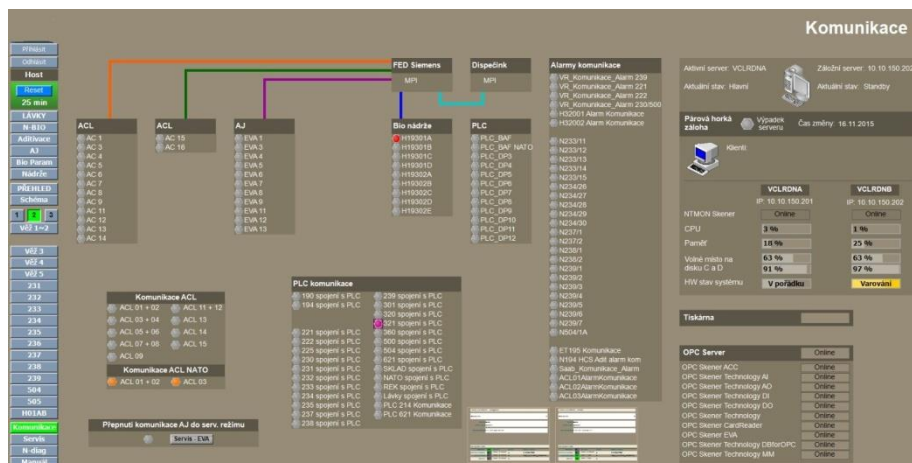 Komunikace
Přihlásit
Odhlásit
Host
Reset
25 min
LÁVKY
N-BIO
Aditivace
AJ
Bio Param
Nádrže
PŘEHLED
Schéma
1 2 3
Věž 1~2
Věž 3
Věž 4
Věž 5
231
232
233
234
235
236
237
238
239
504
505
H01AB
Komunikace
Servis
N-diag
Manuál
ACL
AC 1
AC 3
AC 4
AC 5
AC 6
AC 7
AC 8
AC 9
AC 11
AC 12
AC 13
AC 14
ACL
AC 15
AC 16
AJ
EVA 1
EVA 3
EVA 4
EVA 5
EVA 6
EVA 7
EVA 8
EVA 9
EVA 11
EVA 12
EVA 13
FED Siemens
MPI
Dispečink
MPI
Bio nádrže
H19301A
H19301B
H19301C
H19301D
H19302A
H19302B
H19302C
H19302D
H19302E
PLC
PLC_BAF
PLC_BAF NATO
PLC_DP3
PLC_DP4
PLC_DP5
PLC_DP6
PLC_DP7
PLC_DP8
PLC_DP9
PLC_DP10
PLC_DP11
PLC_DP12
Alarmy komunikace
VR_Komunikace_Alarm 239
VR_Komunikace_Alarm 221
VR_Komunikace_Alarm 222
VR_Komunikace_Alarm 230/500
H32001 Alarm Komunikace
H32002 Alarm Komunikace
N233/11
N233/12
N233/13
N233/14
N233/15
N234/26
N234/27
N234/28
N234/29
N234/30
N237/1
N237/2
N238/1
N238/2
N239/1
N239/2
N239/3
N239/4
N239/5
N239/6
N239/7
N504/1A
ET195 Komunikace
N194 HCS Adit alarm kom
Saab_Komunikace_Alarm
ACL01AlarmKomunikace
ACL02AlarmKomunikace
ACL03AlarmKomunikace
Komunikace ACL
ACL 01 + 02 ACL 11 + 12
ACL 03 + 04 ACL 13
ACL 05 + 06 ACL 14
ACL 07 + 08 ACL 15
ACL 09
Komunikace ACL NATO
ACL 01 + 02 ACL 03
Přepnutí komunikace AJ do serv. režimu
Servis - EVA
PLC komunikace
190 spojení s PLC
194 spojení s PLC
221 spojení s PLC
222 spojení s PLC
225 spojení s PLC
230 spojení s PLC
231 spojení s PLC
232 spojení s PLC
233 spojení s PLC
234 spojení s PLC
235 spojení s PLC
237 spojení s PLC
238 spojení s PLC
239 spojení s PLC
301 spojení s PLC
320 spojení s PLC
321 spojení s PLC
360 spojení s PLC
500 spojení s PLC
504 spojení s PLC
621 spojení s PLC
SKLAD spojení s PLC
NATO spojení s PLC
REK spojení s PLC
Lávky spojení s PLC
PLC 214 Komunikace
PLC 621 Komunikace
Aktivní server: VCLRDNA Záložní server: 10.10.150.202
Aktuální stav: Hlavní Aktuální stav: Standby
Párová horká záloha
Výpadek serveru
Čas změny: 16.11.2015
Klienti
VCLRDNA VCLRDNB
IP: 10.10.150.201 IP: 10.10.150.202
NTMON Skener Online Online
CPU 3 % 1 %
Paměť 18 % 25 %
Volné místo na disku C a D 63 % 63 %
91 % 97 %
HW stav systému V pořádku Varování
Tiskárna
OPC Server Online
OPC Skener ACC Online
OPC Skener Technology AI Online
OPC Skener Technology AO Online
OPC Skener Technology DI Online
OPC Skener Technology DO Online
OPC Skener Technology Online
OPC Skener CardReader Online
OPC Skener EVA Online
OPC Skener Technology DBforOPC Online
OPC Skener Technology MM Online